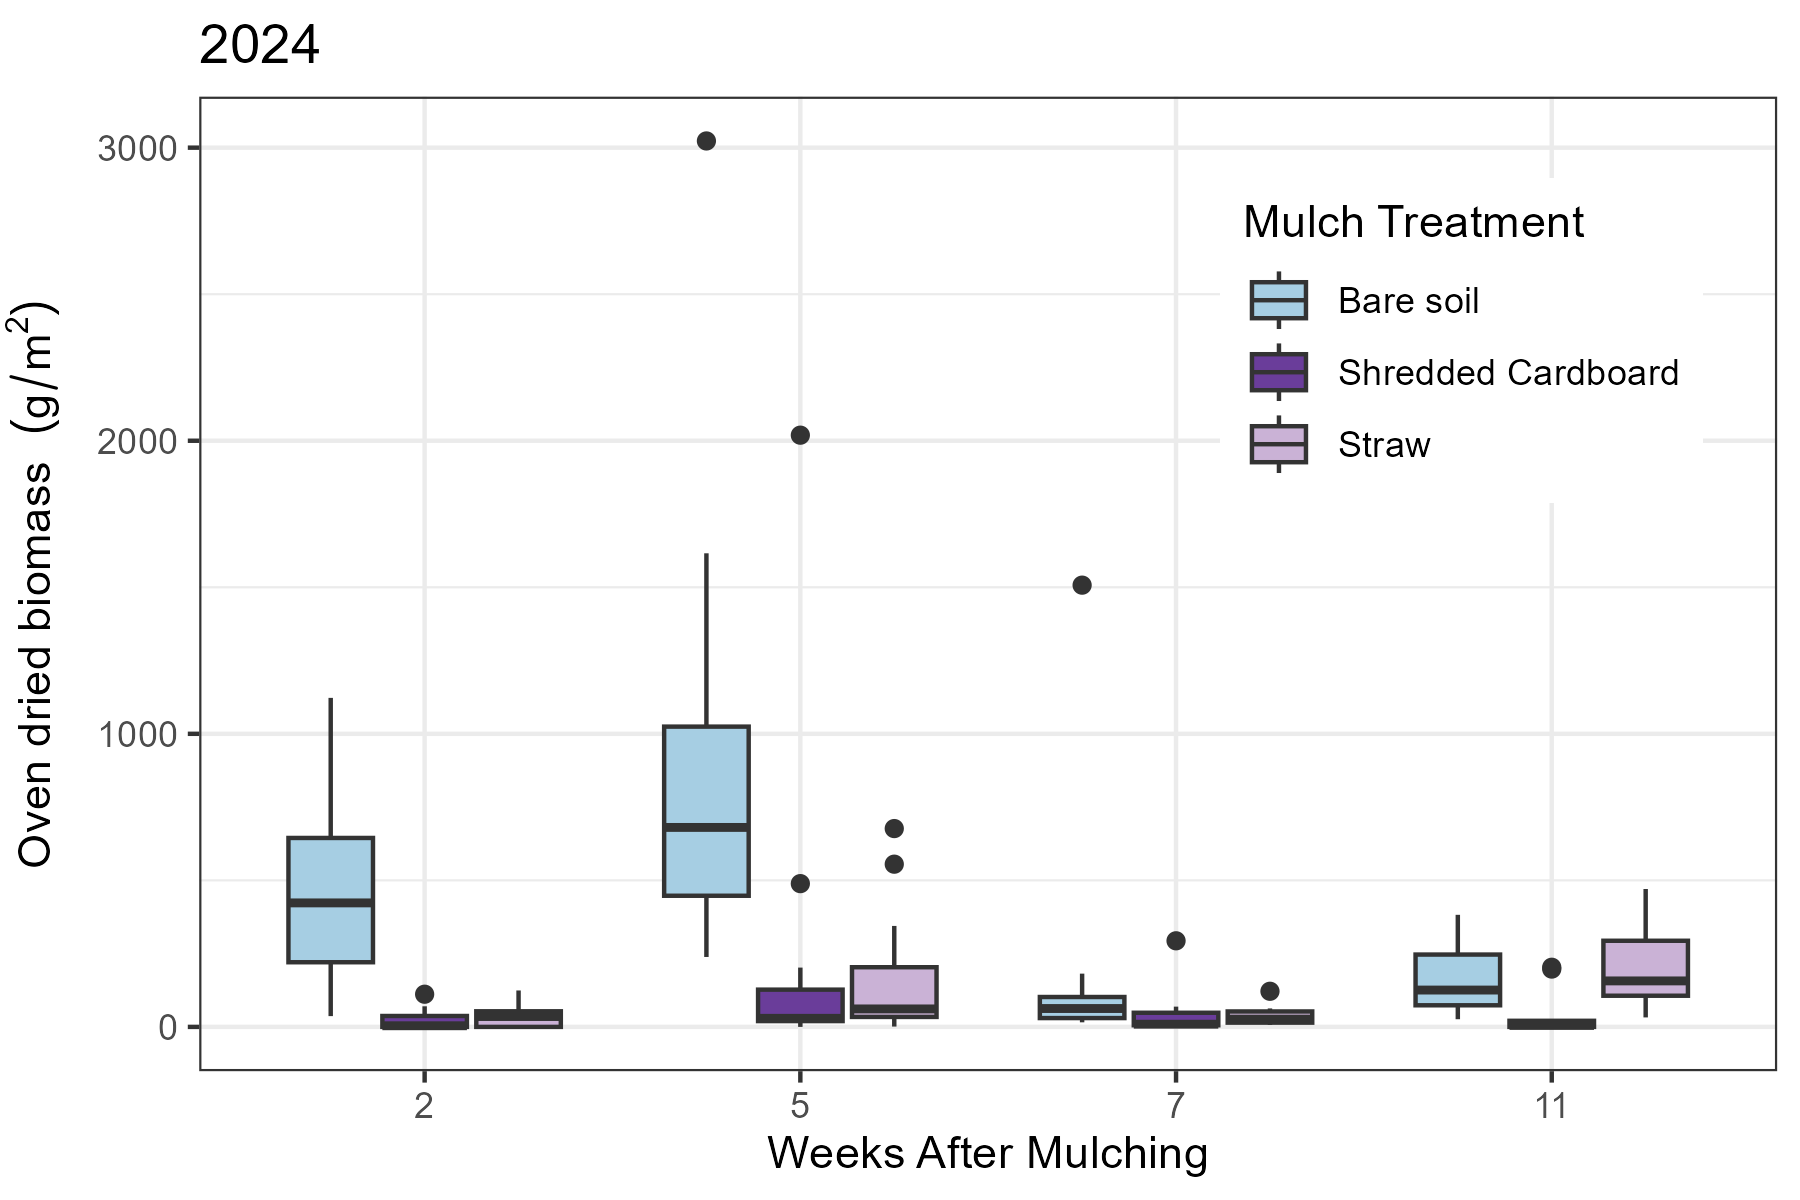 2024
Oven dried biomass (g/m²)
3000
2000
1000
0
Mulch Treatment
Bare soil
Shredded Cardboard
Straw
2 5 7 11
Weeks After Mulching